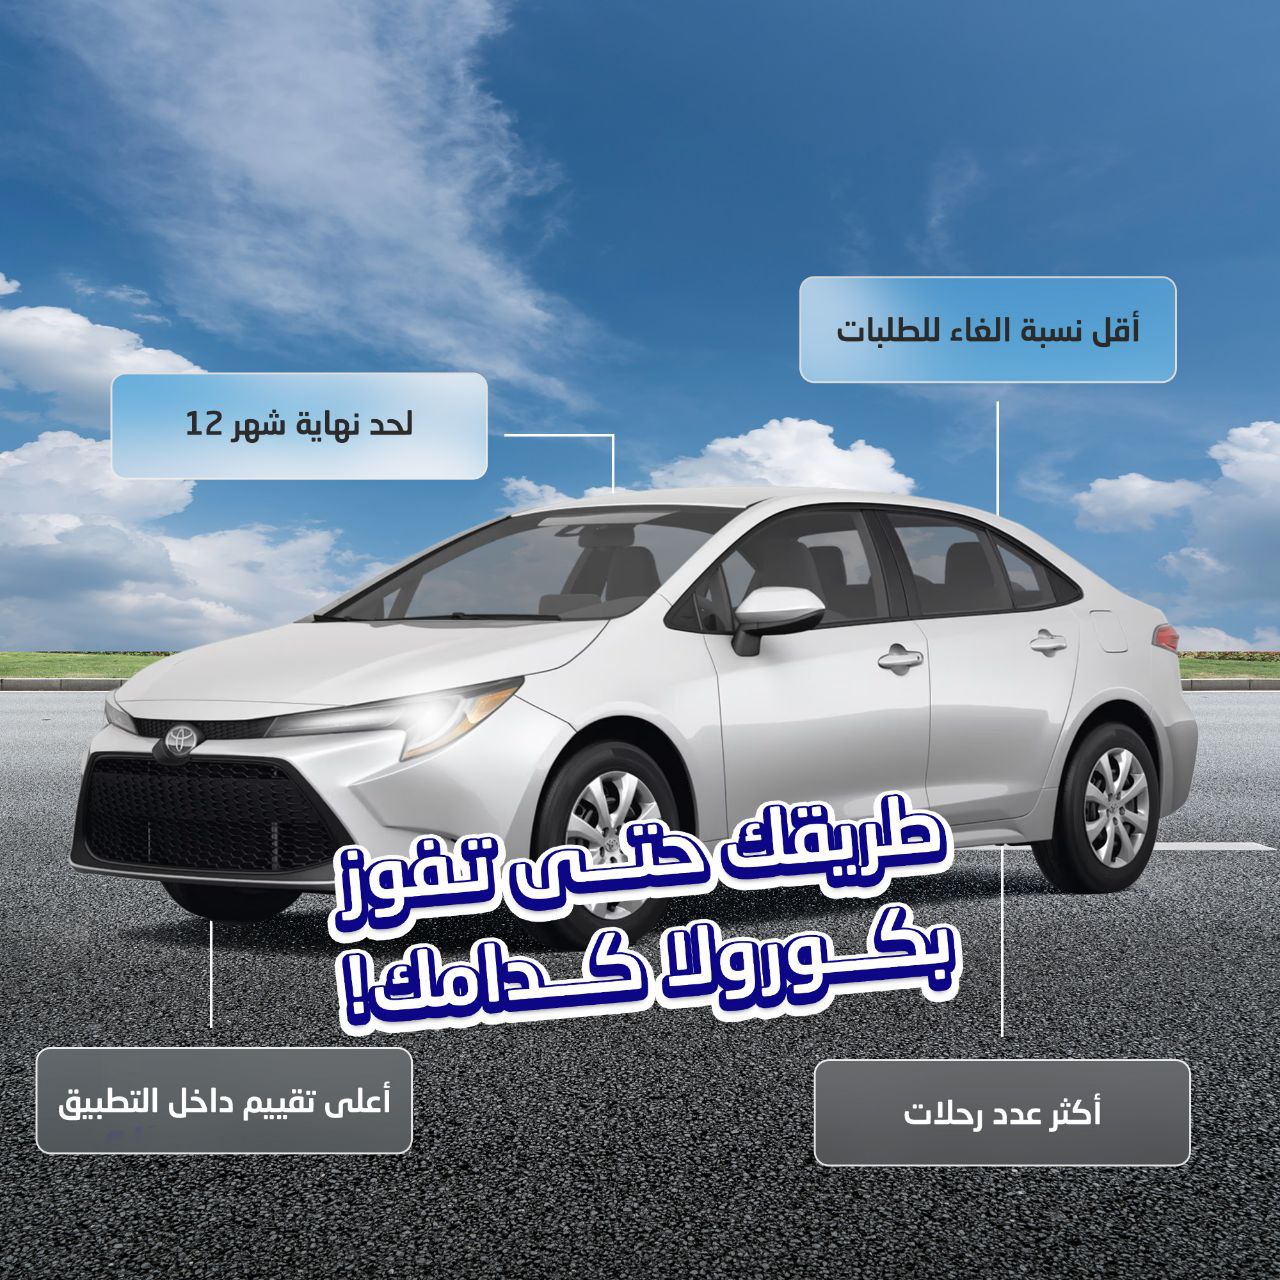 أقل نسبة الغاء للطلبات
لحد نهاية شهر 12
طريقك حتى تفوز
بكورولا كدامك!
أعلى تقييم داخل التطبيق
أكثر عدد رحلات